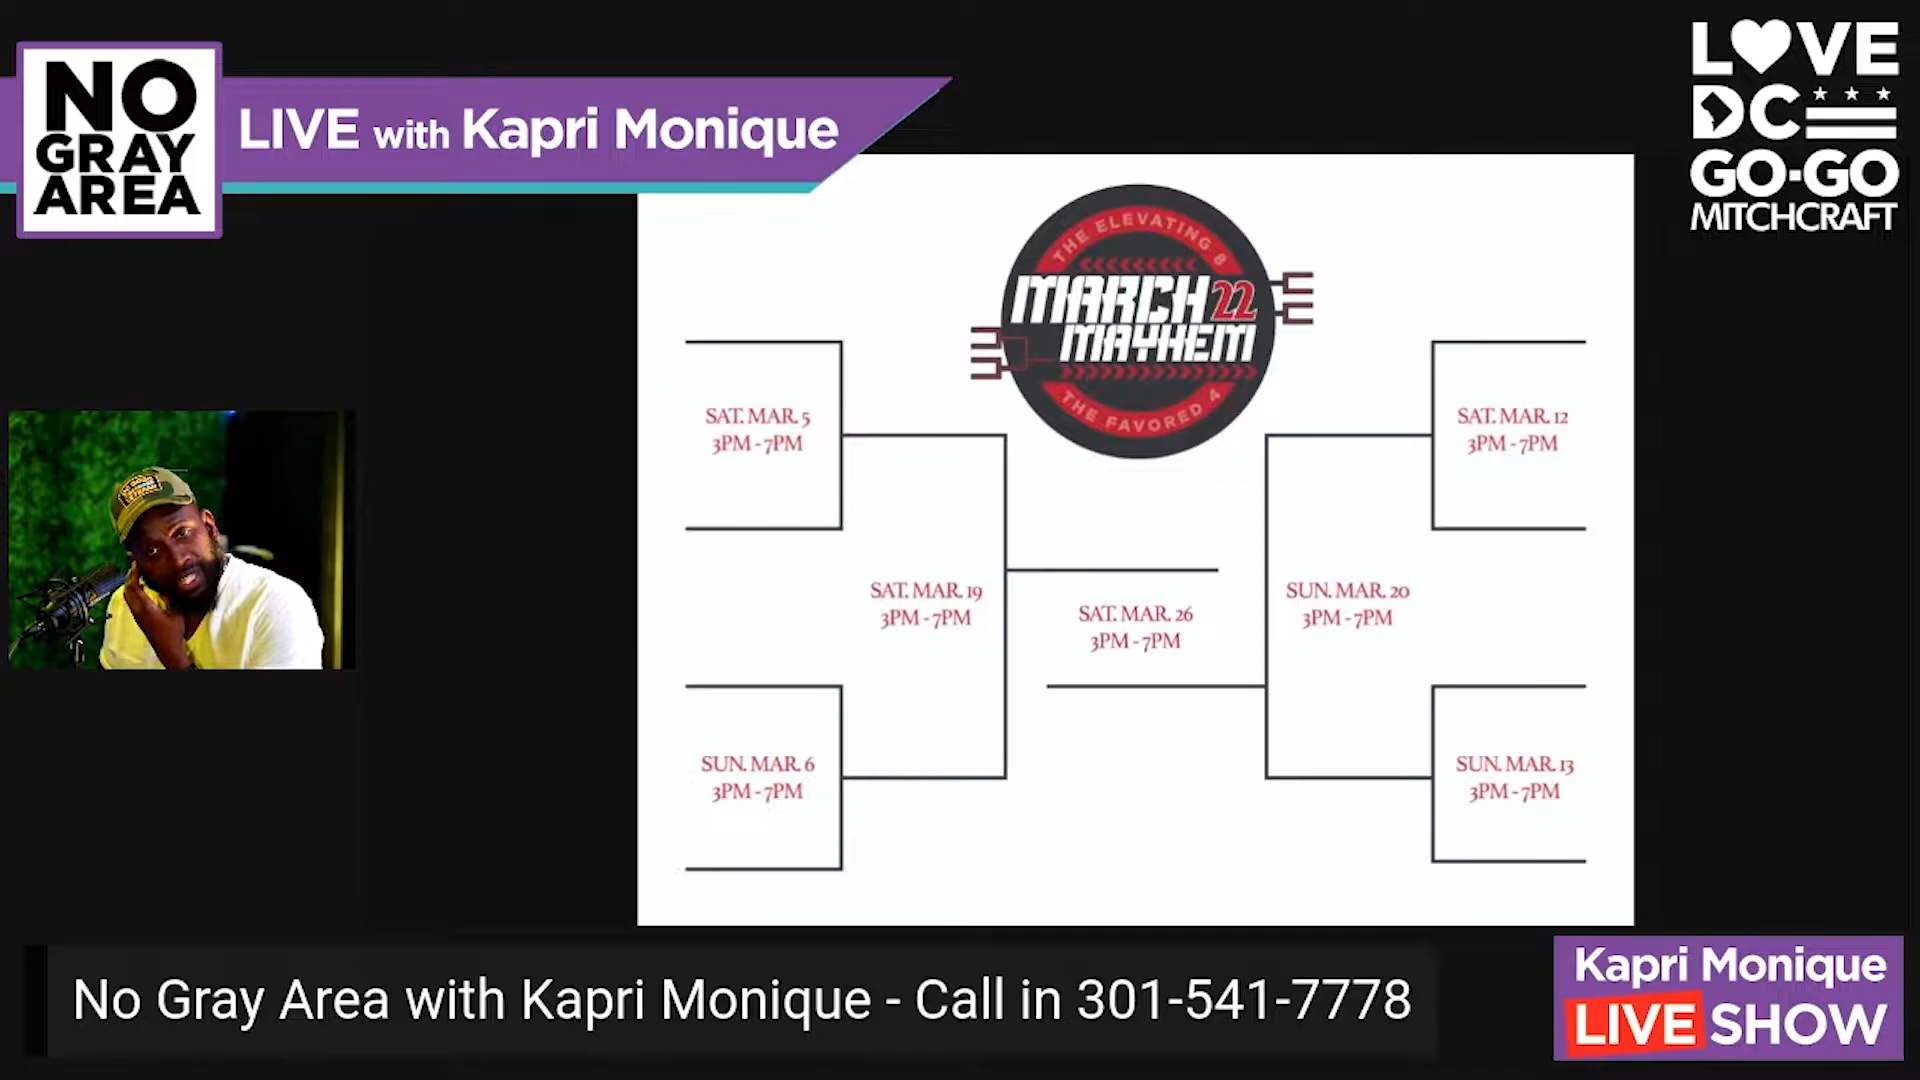 NO
GRAY
AREA
LIVE with Kapri Monique
LOVE
DC
GO-GO
MITCHCRAFT
THE ELEVATING 8
MARCH 22
MAYHEM
THE FAVORED 4
SAT. MAR. 5
3PM - 7PM
SAT. MAR. 12
3PM - 7PM
SAT. MAR. 19
3PM - 7PM
SAT. MAR. 26
3PM - 7PM
SUN. MAR. 20
3PM - 7PM
SUN. MAR. 6
3PM - 7PM
SUN. MAR. 13
3PM - 7PM
No Gray Area with Kapri Monique - Call in 301-541-7778
Kapri Monique
LIVE SHOW